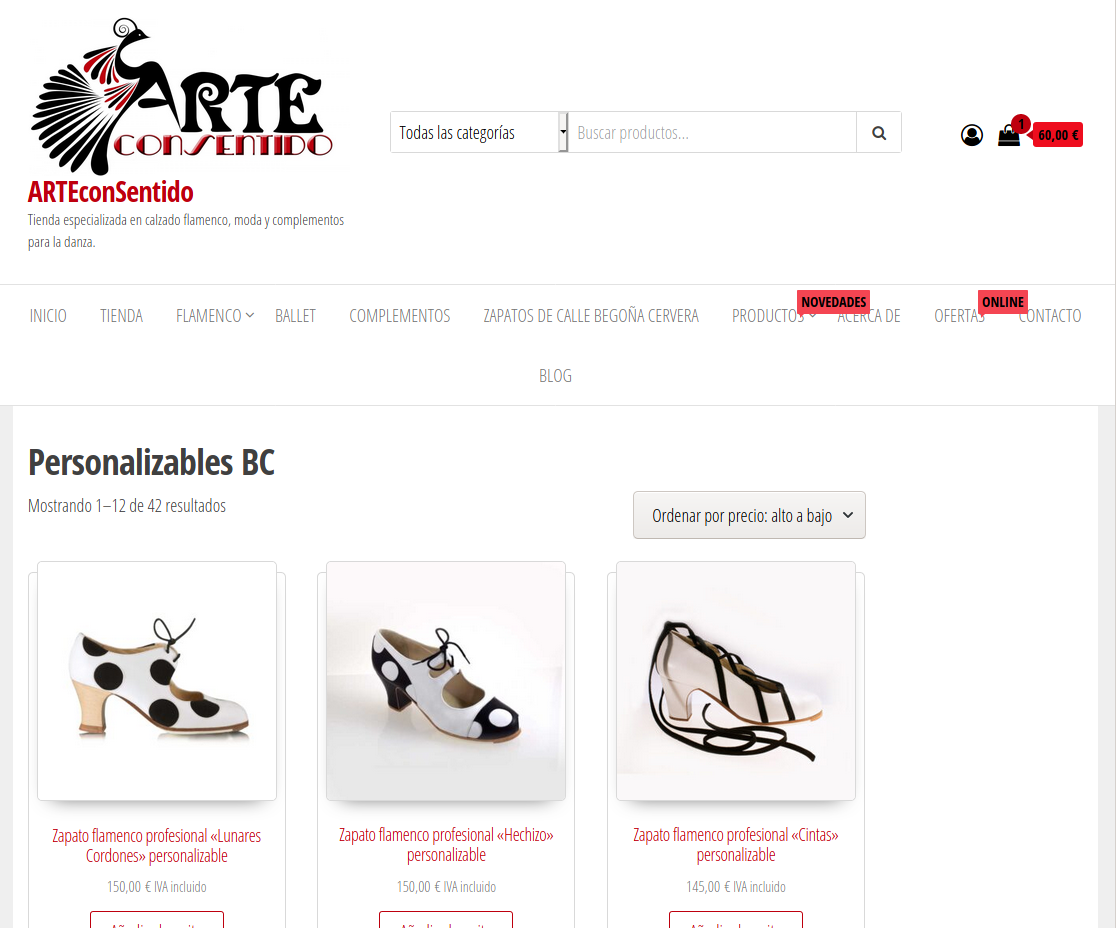 ARTE
CONSENTIDO
ARTEconSentido
Tienda especializada en calzado flamenco, moda y complementos
para la danza.
Todas las categorías
Buscar productos...
1
60,00 €
NOVEDADES
ONLINE
INICIO
TIENDA
FLAMENCO
BALLET
COMPLEMENTOS
ZAPATOS DE CALLE BEGOÑA CERVERA
PRODUCTOS
ACERCA DE
OFERTAS
CONTACTO
BLOG
Personalizables BC
Mostrando 1–12 de 42 resultados
Ordenar por precio: alto a bajo
Zapato flamenco profesional «Lunares
Cordones» personalizable
150,00 € IVA incluido
Zapato flamenco profesional «Hechizo»
personalizable
150,00 € IVA incluido
Zapato flamenco profesional «Cintas»
personalizable
145,00 € IVA incluido